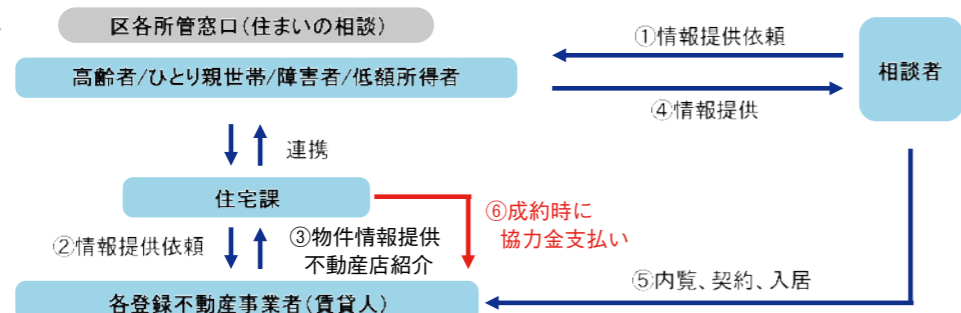 区各所管窓口(住まいの相談)
①情報提供依頼
高齢者/ひとり親世帯/障害者/低額所得者
相談者
④情報提供
連携
住宅課
⑥成約時に
協力金支払い
②情報提供依頼
③物件情報提供
不動産店紹介
⑤内覧、契約、入居
各登録不動産事業者(賃貸人)